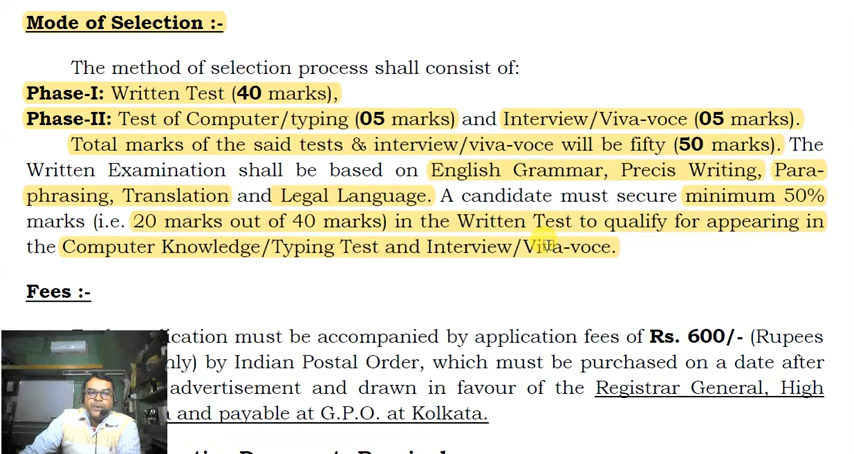 Mode of Selection :-
The method of selection process shall consist of:
Phase-I: Written Test (40 marks),
Phase-II: Test of Computer/typing (05 marks) and Interview/Viva-voce (05 marks).
Total marks of the said tests & interview/viva-voce will be fifty (50 marks). The
Written Examination shall be based on English Grammar, Precis Writing, Para-
phrasing, Translation and Legal Language. A candidate must secure minimum 50%
marks (i.e. 20 marks out of 40 marks) in the Written Test to qualify for appearing in
the Computer Knowledge/Typing Test and Interview/Viva-voce.
Fees :-
must be accompanied by application fees of Rs. 600/- (Rupees
by Indian Postal Order, which must be purchased on a date after
advertisement and drawn in favour of the Registrar General, High
and payable at G.P.O. at Kolkata.